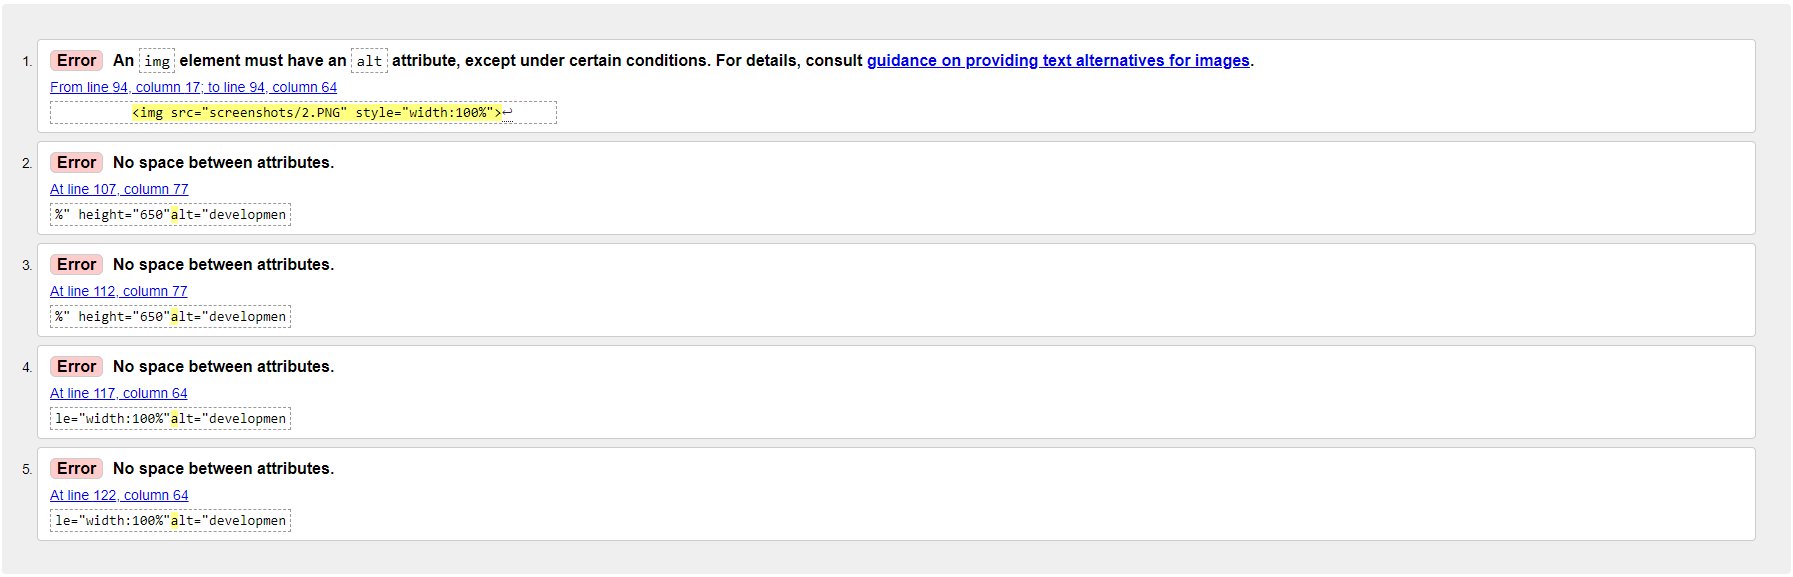 1. Error An img element must have an alt attribute, except under certain conditions. For details, consult guidance on providing text alternatives for images.
From line 94, column 17; to line 94, column 64
<img src="screenshots/2.PNG" style="width:100%">↩
2. Error No space between attributes.
At line 107, column 77
%" height="650"alt="developmen
3. Error No space between attributes.
At line 112, column 77
%" height="650"alt="developmen
4. Error No space between attributes.
At line 117, column 64
le="width:100%"alt="developmen
5. Error No space between attributes.
At line 122, column 64
le="width:100%"alt="developmen